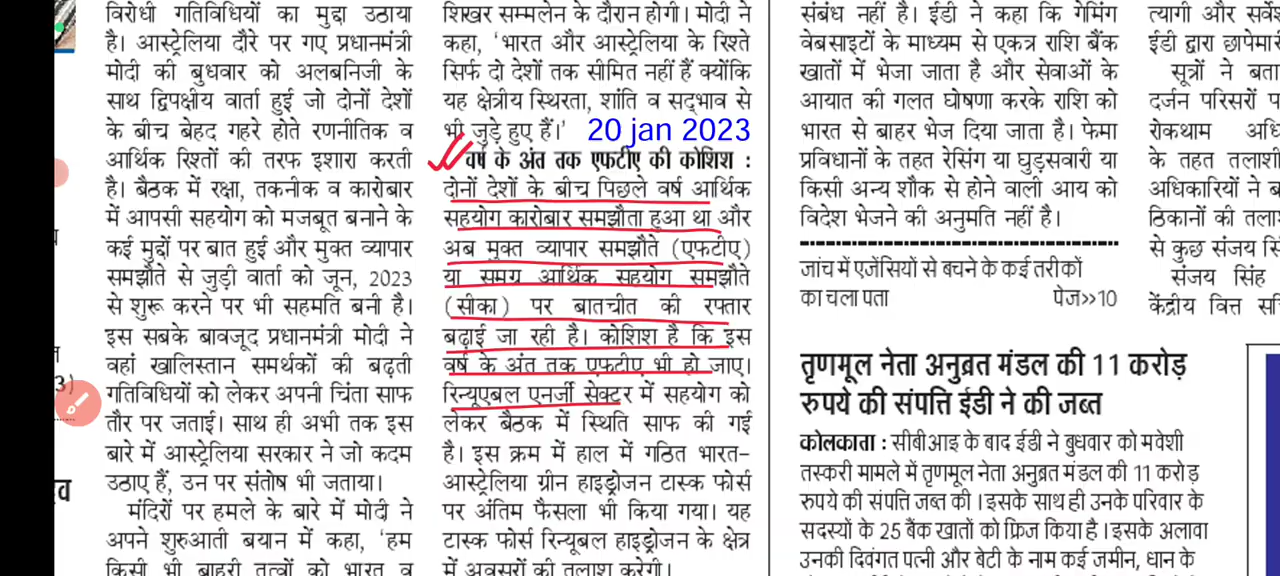 विरोधी गतिविधियों का मुद्दा उठाया
है। आस्ट्रेलिया दौरे पर गए प्रधानमंत्री
मोदी की बुधवार को अलबनिजी के
साथ द्विपक्षीय वार्ता हुई जो दोनों देशों
के बीच बेहद गहरे होते रणनीतिक व
आर्थिक रिश्तों की तरफ इशारा करती
है। बैठक में रक्षा, तकनीक व कारोबार
में आपसी सहयोग को मजबूत बनाने के
कई मुद्दों पर बात हुई और मुक्त व्यापार
समझौते से जुड़ी वार्ता को जून, 2023
से शुरू करने पर भी सहमति बनी है।
इस सबके बावजूद प्रधानमंत्री मोदी ने
वहां खालिस्तान समर्थकों की बढ़ती
गतिविधियों को लेकर अपनी चिंता साफ
तौर पर जताई। साथ ही अभी तक इस
बारे में आस्ट्रेलिया सरकार ने जो कदम
उठाए हैं, उन पर संतोष भी जताया।
मंदिरों पर हमले के बारे में मोदी ने
अपने शुरुआती बयान में कहा, 'हम
किसी भी बाहरी तत्वों को भारत व
शिखर सम्मलेन के दौरान होगी। मोदी ने
कहा, 'भारत और आस्ट्रेलिया के रिश्ते
सिर्फ दो देशों तक सीमित नहीं हैं क्योंकि
यह क्षेत्रीय स्थिरता, शांति व सद्भाव से
भी जुड़े हुए हैं।' 20 jan 2023
वर्ष के अंत तक एफटीए की कोशिश :
दोनों देशों के बीच पिछले वर्ष आर्थिक
सहयोग कारोबार समझौता हुआ था और
अब मुक्त व्यापार समझौते (एफटीए)
या समग्र आर्थिक सहयोग समझौते
(सीका) पर बातचीत की रफ्तार
बढ़ाई जा रही है। कोशिश है कि इस
वर्ष के अंत तक एफटीए भी हो जाए।
रिन्यूएबल एनर्जी सेक्टर में सहयोग को
लेकर बैठक में स्थिति साफ की गई
है। इस क्रम में हाल में गठित भारत-
आस्ट्रेलिया ग्रीन हाइड्रोजन टास्क फोर्स
पर अंतिम फैसला भी किया गया। यह
टास्क फोर्स रिन्यूबल हाइड्रोजन के क्षेत्र
में अवसरों की तलाश करेगी।
संबंध नहीं है। ईडी ने कहा कि गेमिंग
वेबसाइटों के माध्यम से एकत्र राशि बैंक
खातों में भेजा जाता है और सेवाओं के
आयात की गलत घोषणा करके राशि को
भारत से बाहर भेज दिया जाता है। फेमा
प्रविधानों के तहत रेसिंग या घुड़सवारी या
किसी अन्य शौक से होने वाली आय को
विदेश भेजने की अनुमति नहीं है।
जांच में एजेंसियों से बचने के कई तरीकों
का चला पता पेज>>10
तृणमूल नेता अनुब्रत मंडल की 11 करोड़
रुपये की संपत्ति ईडी ने की जब्त
कोलकाता : सीबीआइ के बाद ईडी ने बुधवार को मवेशी
तस्करी मामले में तृणमूल नेता अनुब्रत मंडल की 11 करोड़
रुपये की संपत्ति जब्त की। इसके साथ ही उनके परिवार के
सदस्यों के 25 बैंक खातों को फ्रिज किया है। इसके अलावा
उनकी दिवंगत पत्नी और बेटी के नाम कई जमीन, धान के
त्यागी और
ईडी द्वारा
सूत्रों ने
दर्जन परिसरों
रोकथाम
के तहत
अधिकारियों ने
ठिकानों की
से कुछ संजय
संजय सिंह
केंद्रीय वित्त